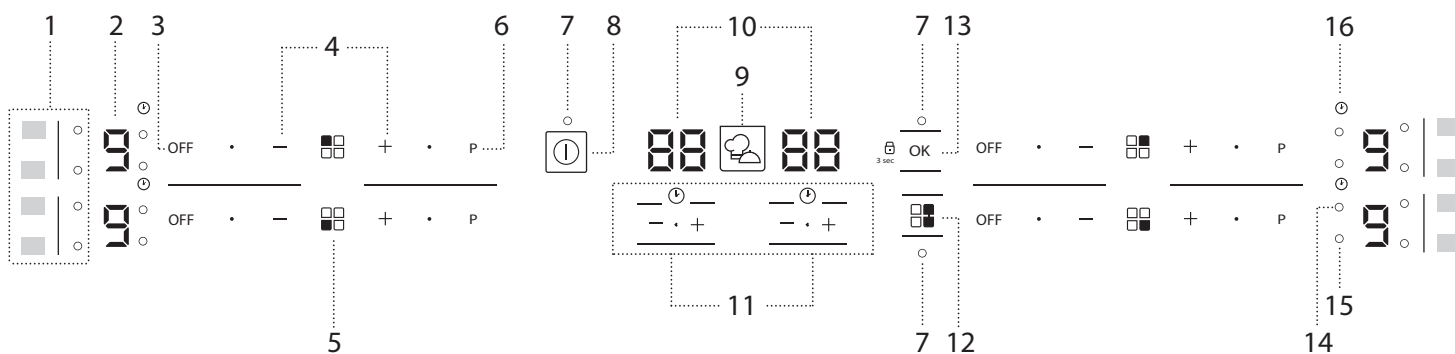 1 2 3 4 6 7 8 10 7 13 16
9
9 OFF · − + · P 88 88 3 sec OK OFF · − + · P 9
9 OFF · − + · P − · + − · + OFF · − + · P 9
11 15
5 7 12 14